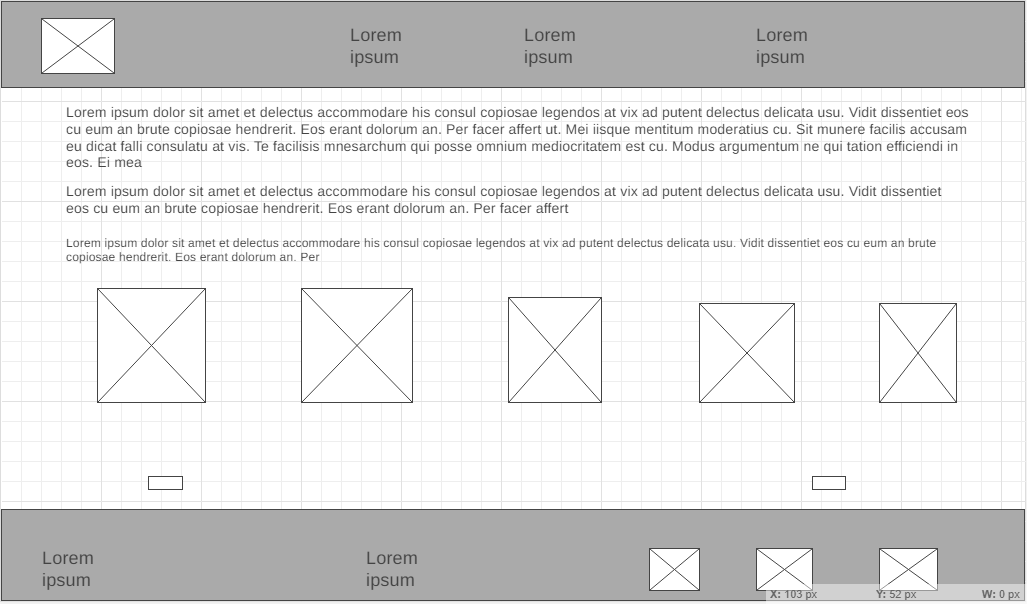 Lorem Lorem Lorem
ipsum ipsum ipsum
Lorem ipsum dolor sit amet et delectus accommodare his consul copiosae legendos at vix ad putent delectus delicata usu. Vidit dissentiet eos
cu eum an brute copiosae hendrerit. Eos erant dolorum an. Per facer affert ut. Mei iisque mentitum moderatius cu. Sit munere facilis accusam
eu dicat falli consulatu at vis. Te facilisis mnesarchum qui posse omnium mediocritatem est cu. Modus argumentum ne qui tation efficiendi in
eos. Ei mea
Lorem ipsum dolor sit amet et delectus accommodare his consul copiosae legendos at vix ad putent delectus delicata usu. Vidit dissentiet
eos cu eum an brute copiosae hendrerit. Eos erant dolorum an. Per facer affert
Lorem ipsum dolor sit amet et delectus accommodare his consul copiosae legendos at vix ad putent delectus delicata usu. Vidit dissentiet eos cu eum an brute
copiosae hendrerit. Eos erant dolorum an. Per
Lorem Lorem
ipsum ipsum
X: 103 px Y: 52 px W: 0 px